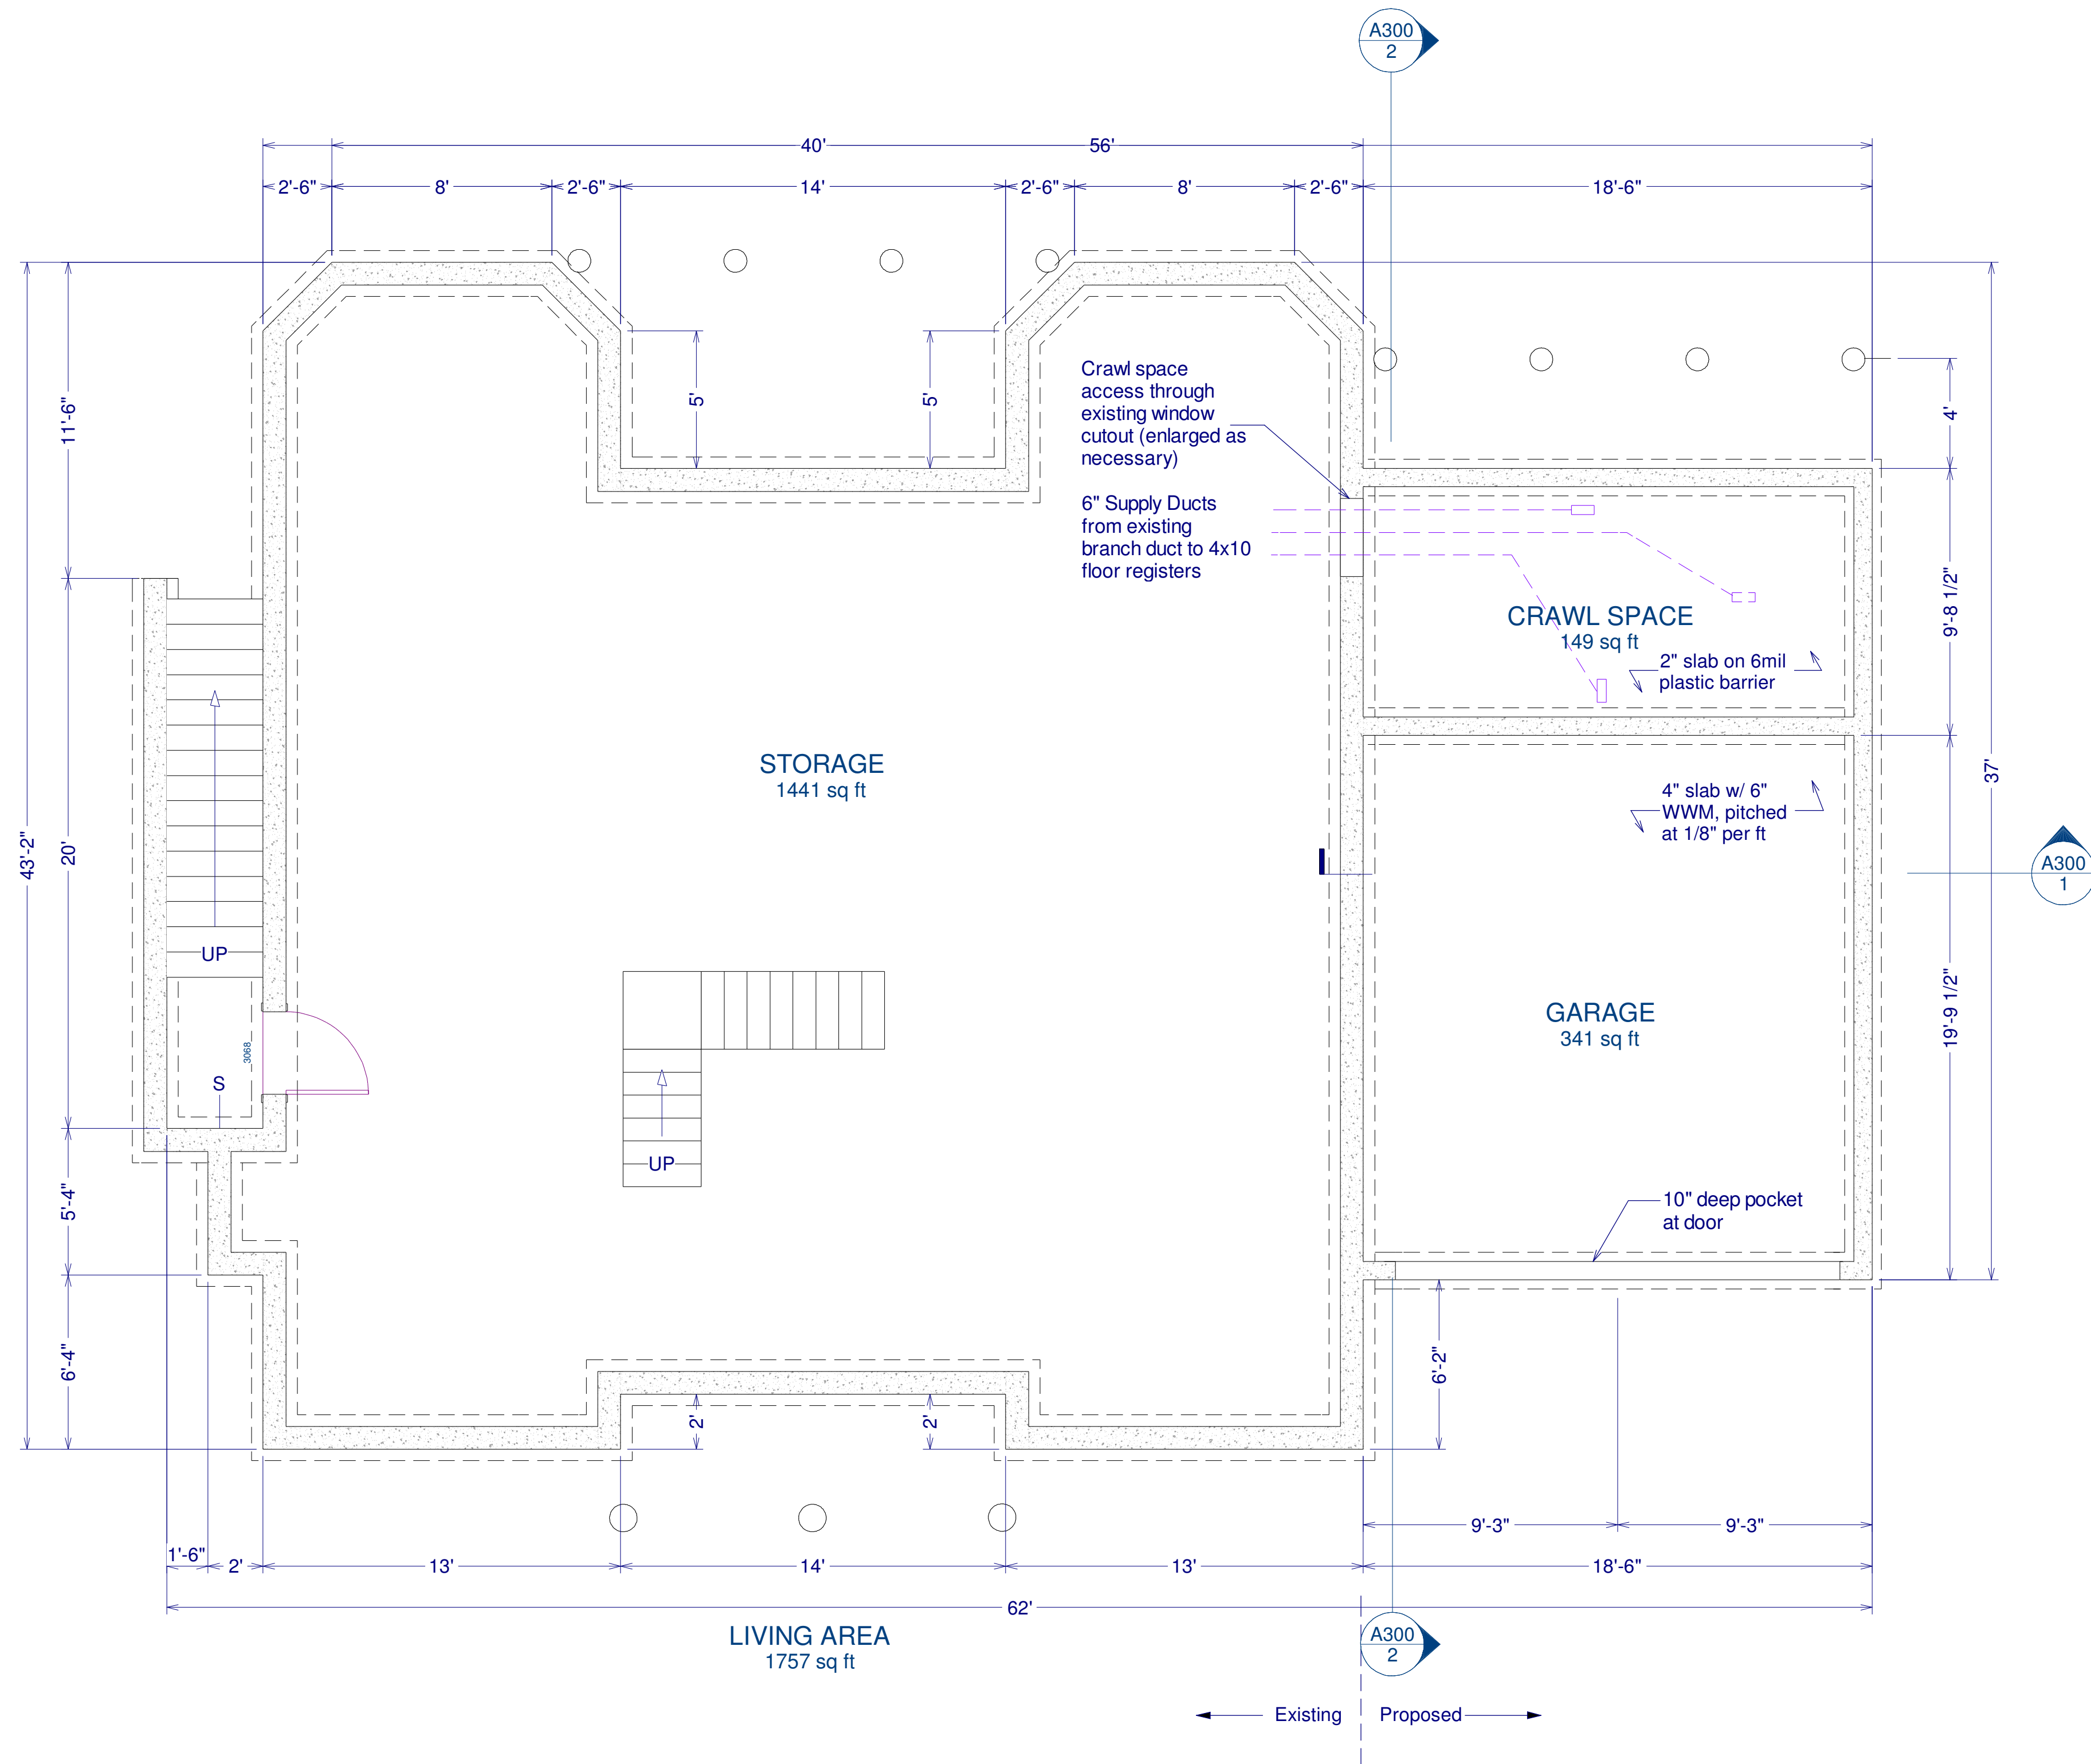 A300
2
40'
56'
2'-6"
8'
2'-6"
14'
2'-6"
8'
2'-6"
18'-6"
11'-6"
5'
5'
Crawl space
access through
existing window
cutout (enlarged as
necessary)
4'
6" Supply Ducts
from existing
branch duct to 4x10
floor registers
9'-8 1/2"
CRAWL SPACE
149 sq ft
2" slab on 6mil
plastic barrier
STORAGE
1441 sq ft
37'
4" slab w/ 6"
WWM, pitched
at 1/8" per ft
43'-2"
20'
A300
1
UP
GARAGE
341 sq ft
19'-9 1/2"
3068
S
UP
5'-4"
10" deep pocket
at door
6'-4"
6'-2"
2'
2'
9'-3"
9'-3"
1'-6"
2'
13'
14'
13'
18'-6"
62'
LIVING AREA
1757 sq ft
A300
2
Existing
Proposed